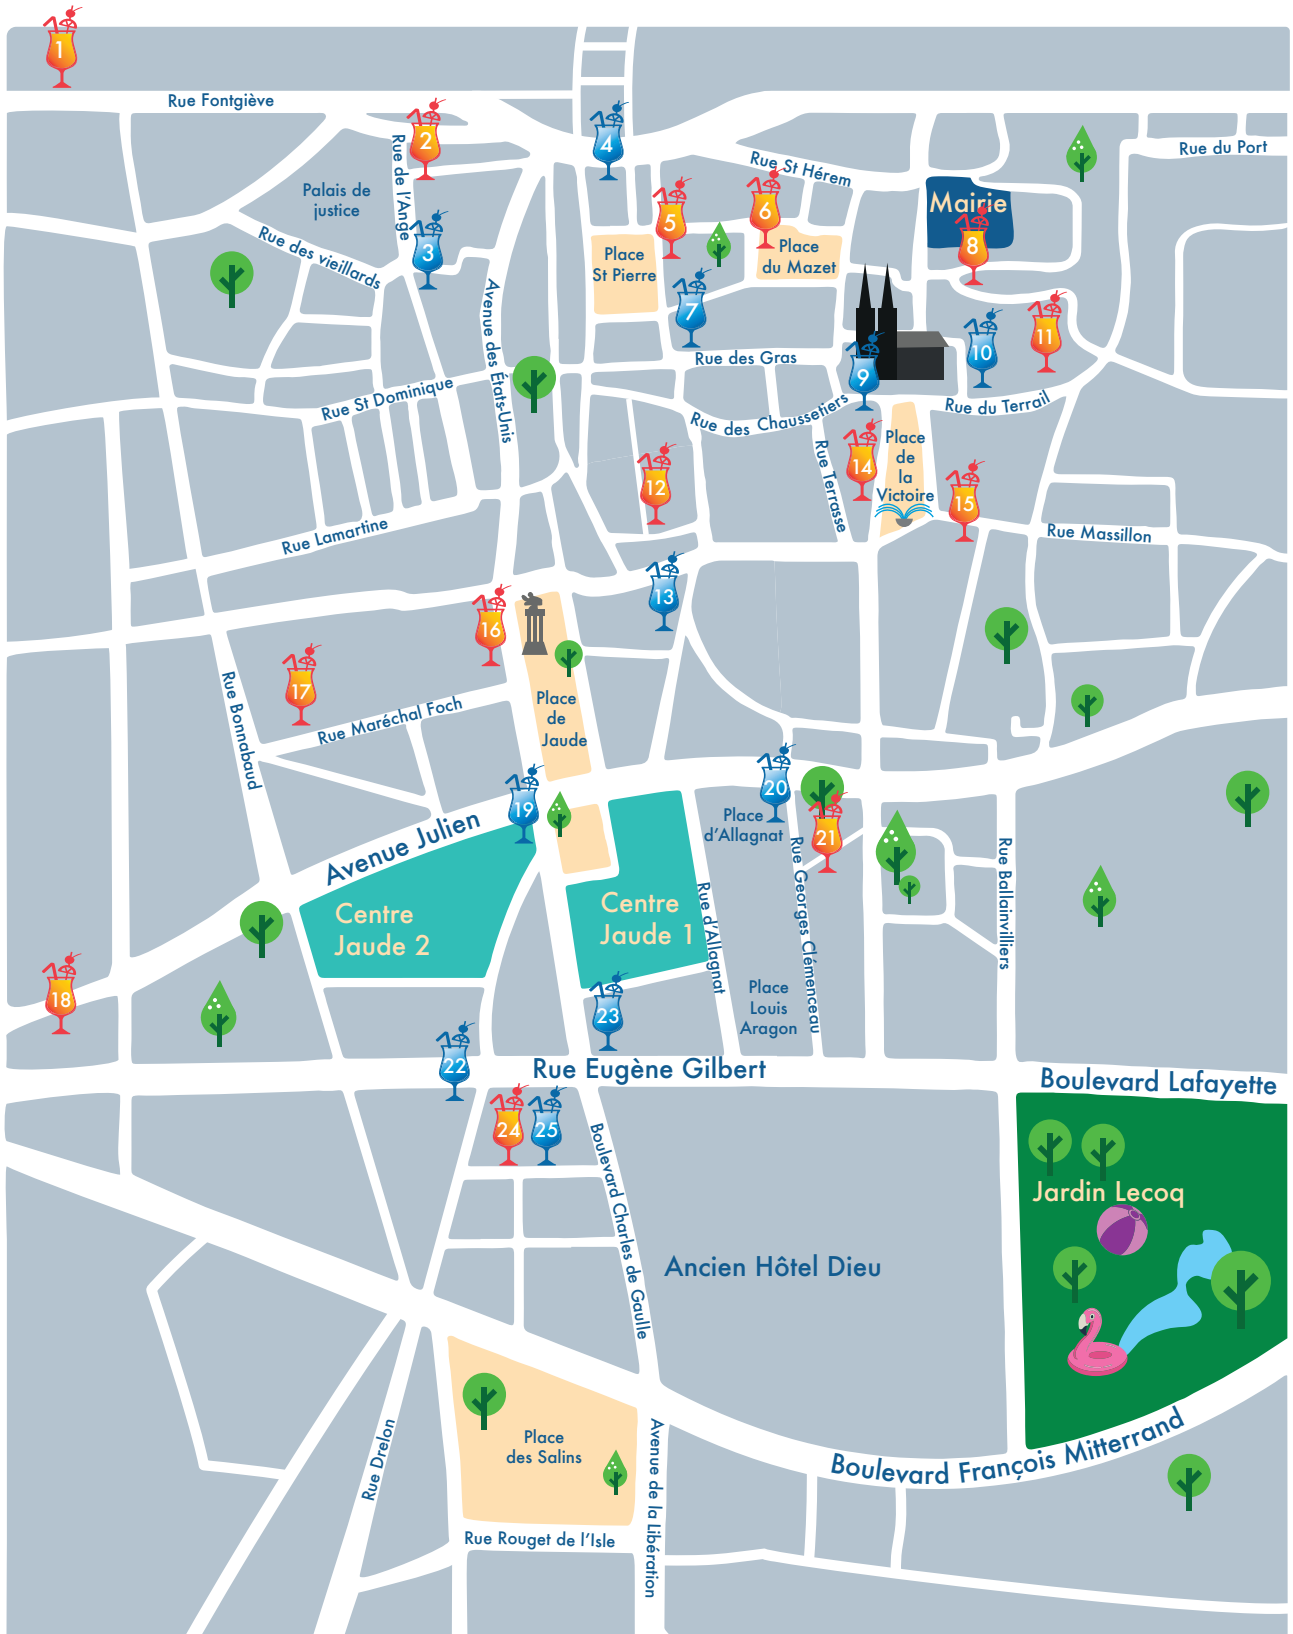 1
Rue Fontgiève
2
4
Rue du Port
Rue de l'Ange
Rue St Hérem
Palais de
justice
Mairie
5
6
8
Rue des vieillards
3
Place
St Pierre
Place
du Mazet
7
Avenue des États-Unis
11
10
Rue des Gras
9
Rue St Dominique
Rue des Chaussetiers
Rue du Terrail
Rue Terrasse
14
Place
de
la
Victoire
12
15
Rue Lamartine
Rue Massillon
13
16
17
Rue Bonnabaud
Rue Maréchal Foch
Place
de
Jaude
19
20
Place
d'Allagnat
21
Avenue Julien
Rue Georges Clémenceau
Rue Ballainvilliers
Centre
Jaude 2
Centre
Jaude 1
Rue d'Allagnat
18
23
Place
Louis
Aragon
22
Rue Eugène Gilbert
Boulevard Lafayette
24
25
Boulevard Charles de Gaulle
Jardin Lecoq
Ancien Hôtel Dieu
Rue Drelon
Place
des Salins
Avenue de la Libération
Boulevard François Mitterrand
Rue Rouget de l'Isle